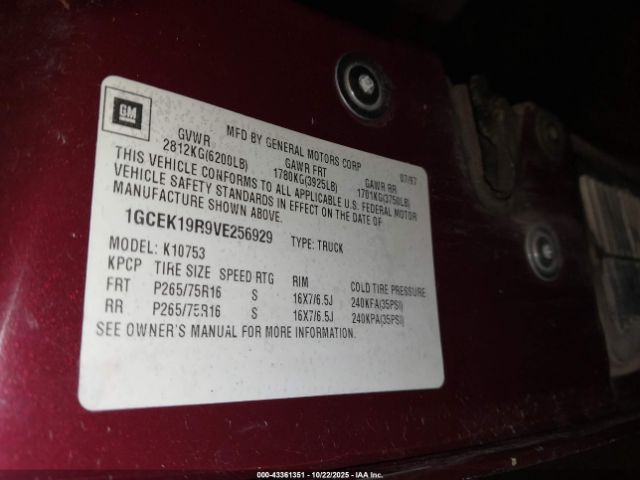 GM
MFD BY GENERAL MOTORS CORP 07/97
GVWR GAWR FRT GAWR RR
2812KG(6200LB) 1780KG(3925LB) 1701KG(3750LB)
THIS VEHICLE CONFORMS TO ALL APPLICABLE U.S. FEDERAL MOTOR
VEHICLE SAFETY STANDARDS IN EFFECT ON THE DATE OF
MANUFACTURE SHOWN ABOVE.
1GCEK19R9VE256929 TYPE: TRUCK
MODEL: K10753
KPCP TIRE SIZE SPEED RTG RIM COLD TIRE PRESSURE
FRT P265/75R16 S 16X7/6.5J 240KPA(35PSI)
RR P265/75R16 S 16X7/6.5J 240KPA(35PSI)
SEE OWNER'S MANUAL FOR MORE INFORMATION.
000-43361351 - 10/22/2025 - IAA Inc.